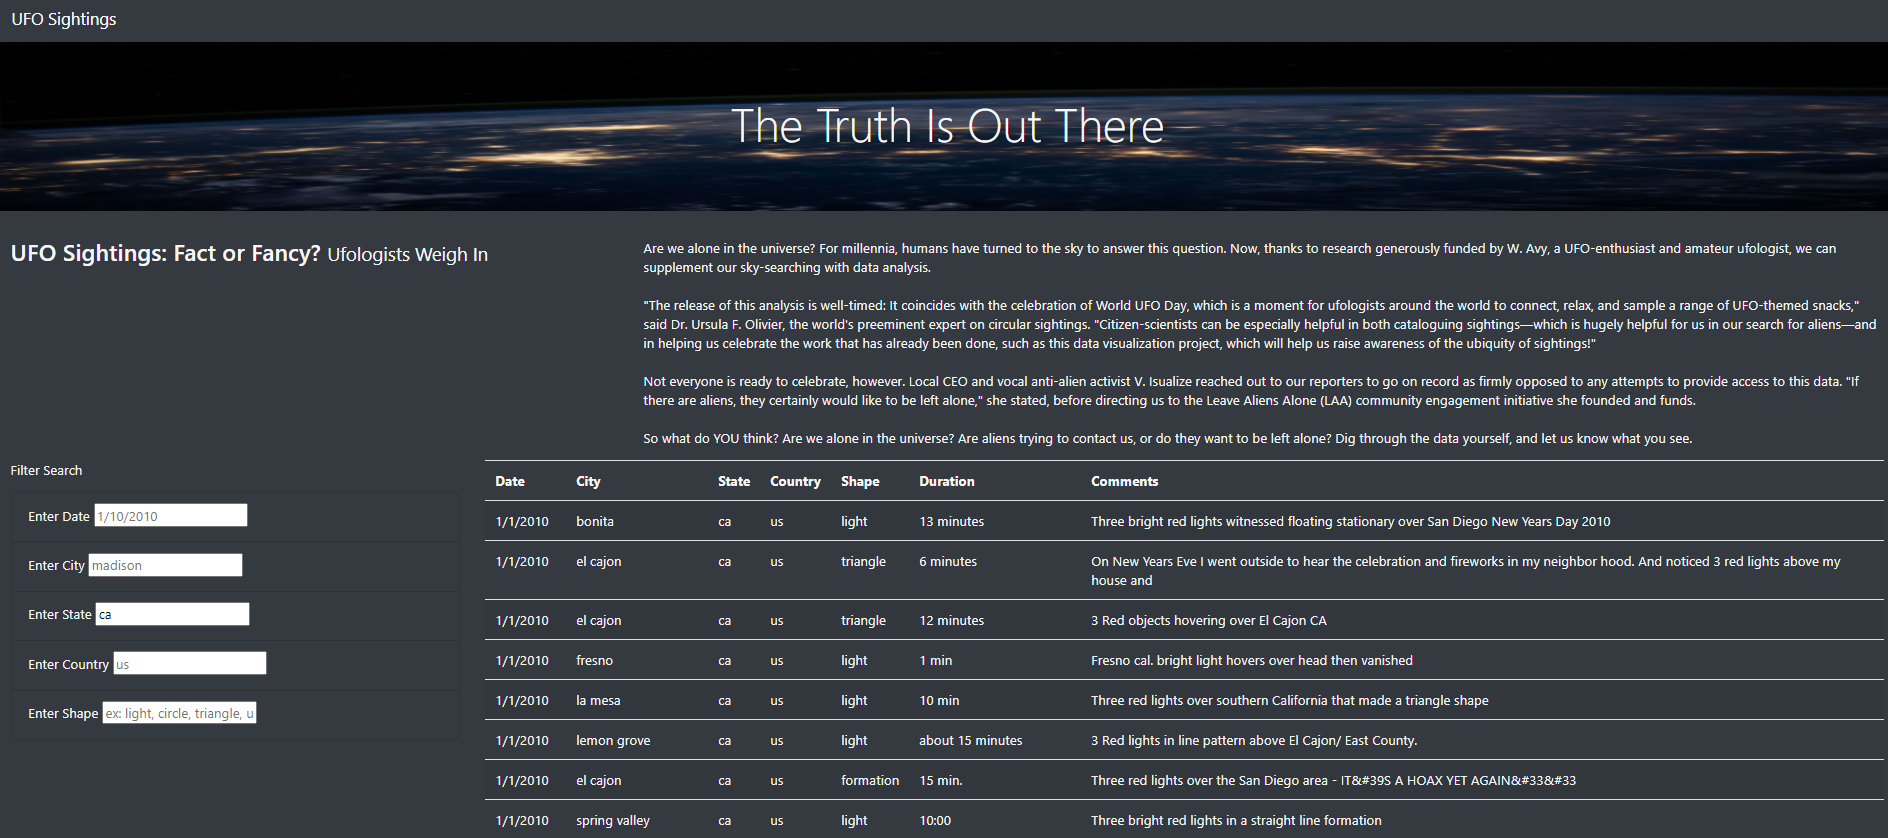 UFO Sightings
The Truth Is Out There
UFO Sightings: Fact or Fancy? Ufologists Weigh In
Are we alone in the universe? For millennia, humans have turned to the sky to answer this question. Now, thanks to research generously funded by W. Avy, a UFO-enthusiast and amateur ufologist, we can
supplement our sky-searching with data analysis.
"The release of this analysis is well-timed: It coincides with the celebration of World UFO Day, which is a moment for ufologists around the world to connect, relax, and sample a range of UFO-themed snacks,"
said Dr. Ursula F. Olivier, the world's preeminent expert on circular sightings. "Citizen-scientists can be especially helpful in both cataloguing sightings—which is hugely helpful for us in our search for aliens—and
in helping us celebrate the work that has already been done, such as this data visualization project, which will help us raise awareness of the ubiquity of sightings!"
Not everyone is ready to celebrate, however. Local CEO and vocal anti-alien activist V. Isualize reached out to our reporters to go on record as firmly opposed to any attempts to provide access to this data. "If
there are aliens, they certainly would like to be left alone," she stated, before directing us to the Leave Aliens Alone (LAA) community engagement initiative she founded and funds.
So what do YOU think? Are we alone in the universe? Are aliens trying to contact us, or do they want to be left alone? Dig through the data yourself, and let us know what you see.
Filter Search
Enter Date 1/10/2010
Enter City madison
Enter State ca
Enter Country us
Enter Shape ex: light, circle, triangle, u
Date City State Country Shape Duration Comments
1/1/2010 bonita ca us light 13 minutes Three bright red lights witnessed floating stationary over San Diego New Years Day 2010
1/1/2010 el cajon ca us triangle 6 minutes On New Years Eve I went outside to hear the celebration and fireworks in my neighbor hood. And noticed 3 red lights above my
house and
1/1/2010 el cajon ca us triangle 12 minutes 3 Red objects hovering over El Cajon CA
1/1/2010 fresno ca us light 1 min Fresno cal. bright light hovers over head then vanished
1/1/2010 la mesa ca us light 10 min Three red lights over southern California that made a triangle shape
1/1/2010 lemon grove ca us light about 15 minutes 3 Red lights in line pattern above El Cajon/ East County.
1/1/2010 el cajon ca us formation 15 min. Three red lights over the San Diego area - IT&#39S A HOAX YET AGAIN&#33&#33
1/1/2010 spring valley ca us light 10:00 Three bright red lights in a straight line formation